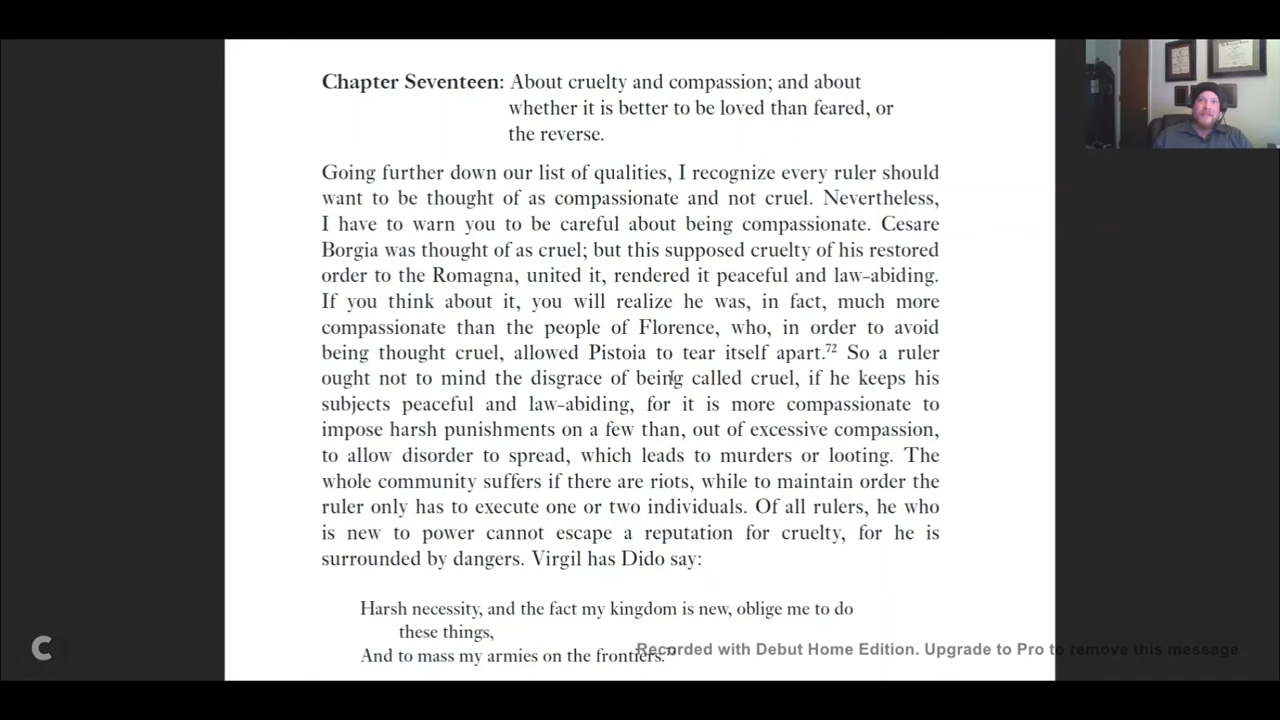 Chapter Seventeen: About cruelty and compassion; and about
whether it is better to be loved than feared, or
the reverse.
Going further down our list of qualities, I recognize every ruler should
want to be thought of as compassionate and not cruel. Nevertheless,
I have to warn you to be careful about being compassionate. Cesare
Borgia was thought of as cruel; but this supposed cruelty of his restored
order to the Romagna, united it, rendered it peaceful and law-abiding.
If you think about it, you will realize he was, in fact, much more
compassionate than the people of Florence, who, in order to avoid
being thought cruel, allowed Pistoia to tear itself apart.72 So a ruler
ought not to mind the disgrace of being called cruel, if he keeps his
subjects peaceful and law-abiding, for it is more compassionate to
impose harsh punishments on a few than, out of excessive compassion,
to allow disorder to spread, which leads to murders or looting. The
whole community suffers if there are riots, while to maintain order the
ruler only has to execute one or two individuals. Of all rulers, he who
is new to power cannot escape a reputation for cruelty, for he is
surrounded by dangers. Virgil has Dido say:
Harsh necessity, and the fact my kingdom is new, oblige me to do
these things,
And to mass my armies on the frontiers.
Recorded with Debut Home Edition. Upgrade to Pro to remove this message
C